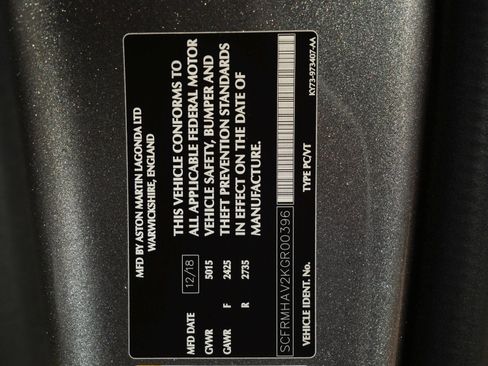 MFD BY ASTON MARTIN LAGONDA LTD
WARWICKSHIRE, ENGLAND
THIS VEHICLE CONFORMS TO
ALL APPLICABLE FEDERAL MOTOR
VEHICLE SAFETY, BUMPER AND
THEFT PREVENTION STANDARDS
IN EFFECT ON THE DATE OF
MANUFACTURE.
MFD DATE 12/18
GVWR 5015
GAWR F 2425
R 2735
SCFRMHAV2KGR00396
VEHICLE IDENT. No. TYPE PC/VT
KY73-973407-AA